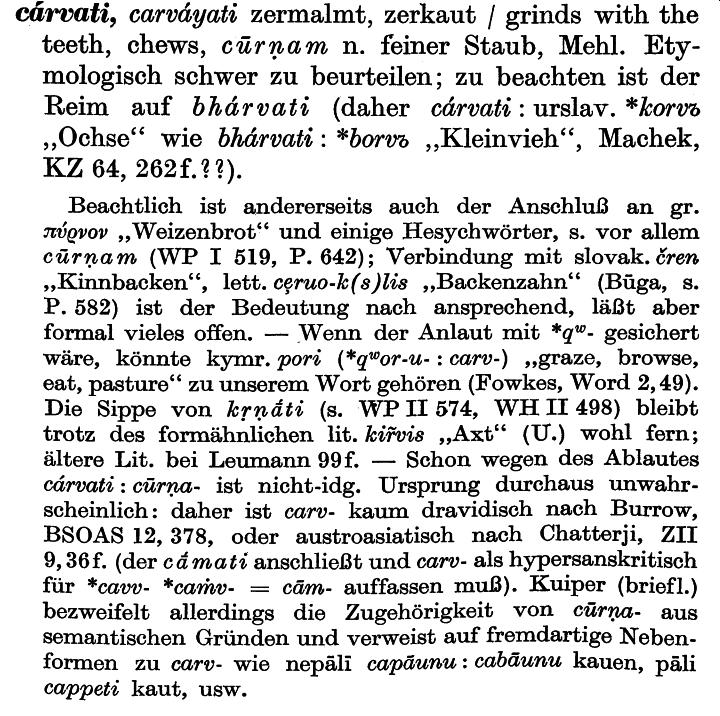 cárvati, carváyati zermalmt, zerkaut / grinds with the
teeth, chews, cūrṇam n. feiner Staub, Mehl. Ety-
mologisch schwer zu beurteilen; zu beachten ist der
Reim auf bhárvati (daher cárvati : urslav. *korvъ
„Ochse“ wie bhárvati : *borvъ „Kleinvieh“, Machek,
KZ 64, 262f.??).
Beachtlich ist andererseits auch der Anschluß an gr.
πύρνον „Weizenbrot“ und einige Hesychwörter, s. vor allem
cūrṇam (WP I 519, P. 642); Verbindung mit slovak. čren
„Kinnbacken“, lett. cęruo-k(s)lis „Backenzahn“ (Būga, s.
P. 582) ist der Bedeutung nach ansprechend, läßt aber
formal vieles offen. — Wenn der Anlaut mit *qʷ- gesichert
wäre, könnte kymr. pori (*qʷor-u- : carv-) „graze, browse,
eat, pasture“ zu unserem Wort gehören (Fowkes, Word 2,49).
Die Sippe von kṛṇā́ti (s. WP II 574, WH II 498) bleibt
trotz des formähnlichen lit. kir̃vis „Axt“ (U.) wohl fern;
ältere Lit. bei Leumann 99f. — Schon wegen des Ablautes
cárvati : cūrṇa- ist nicht-idg. Ursprung durchaus unwahr-
scheinlich: daher ist carv- kaum dravidisch nach Burrow,
BSOAS 12, 378, oder austroasiatisch nach Chatterji, ZII
9,36f. (der cā́mati anschließt und carv- als hypersanskritisch
für *cavv- *caṁv- = cām- auffassen muß). Kuiper (briefl.)
bezweifelt allerdings die Zugehörigkeit von cūrṇa- aus
semantischen Gründen und verweist auf fremdartige Neben-
formen zu carv- wie nepālī capāunu : cabāunu kauen, pāli
cappeti kaut, usw.